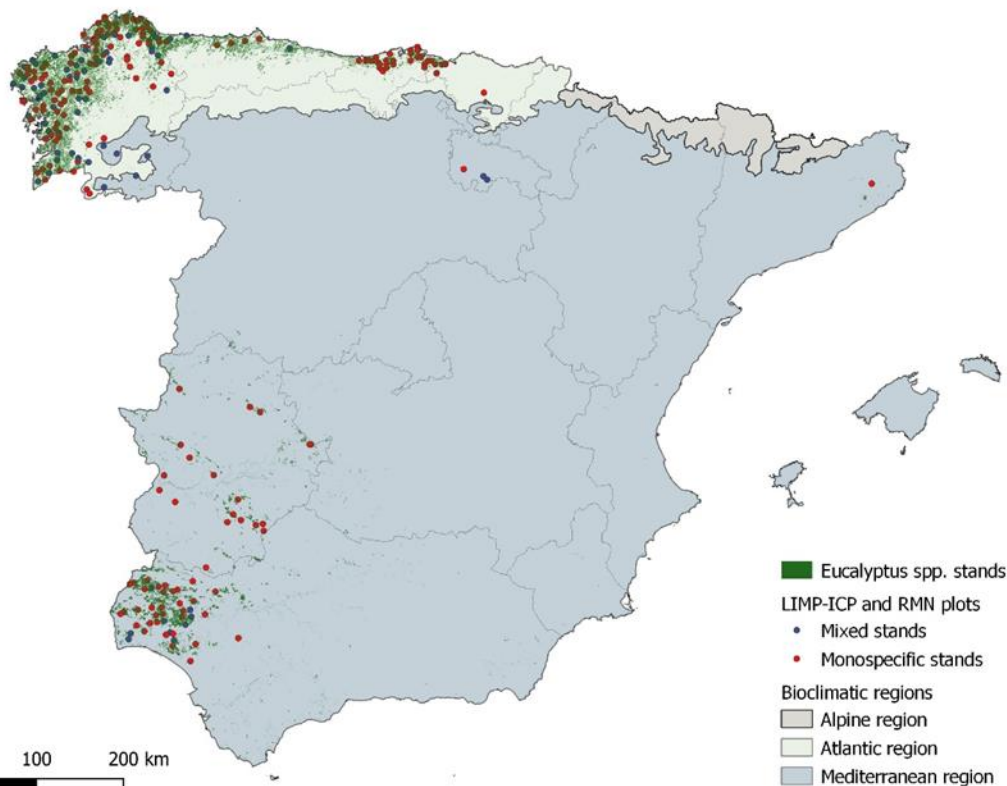 Eucalyptus spp. stands
LIMP-ICP and RMN plots
Mixed stands
Monospecific stands
Bioclimatic regions
Alpine region
Atlantic region
Mediterranean region
100 200 km